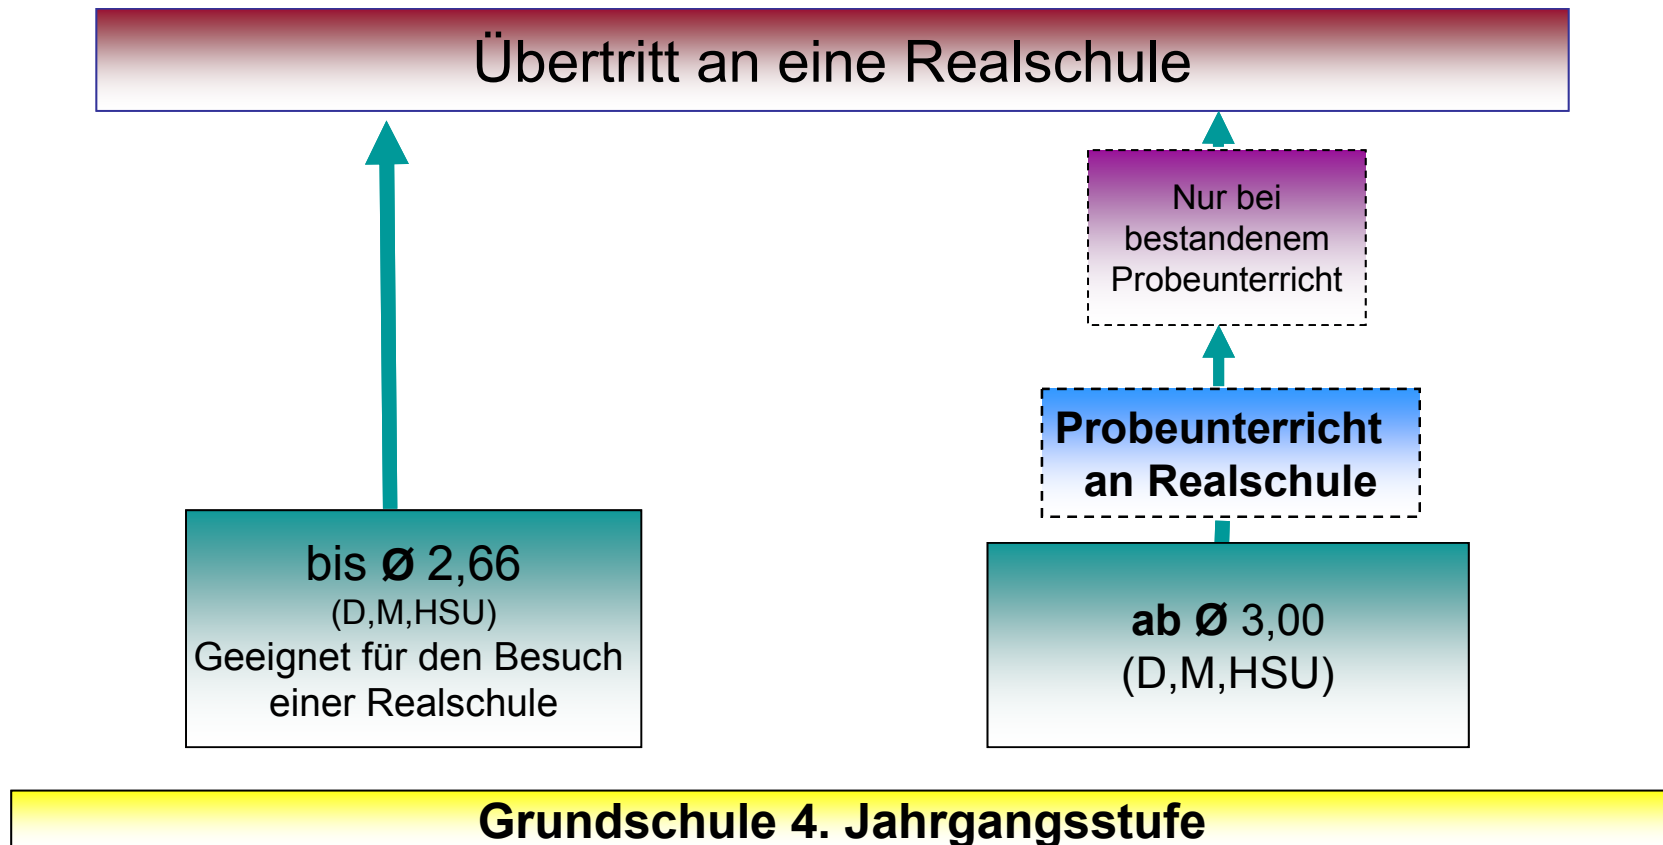 Übertritt an eine Realschule
Nur bei
bestandenem
Probeunterricht
Probeunterricht
an Realschule
bis Ø 2,66
(D,M,HSU)
Geeignet für den Besuch
einer Realschule
ab Ø 3,00
(D,M,HSU)
Grundschule 4. Jahrgangsstufe